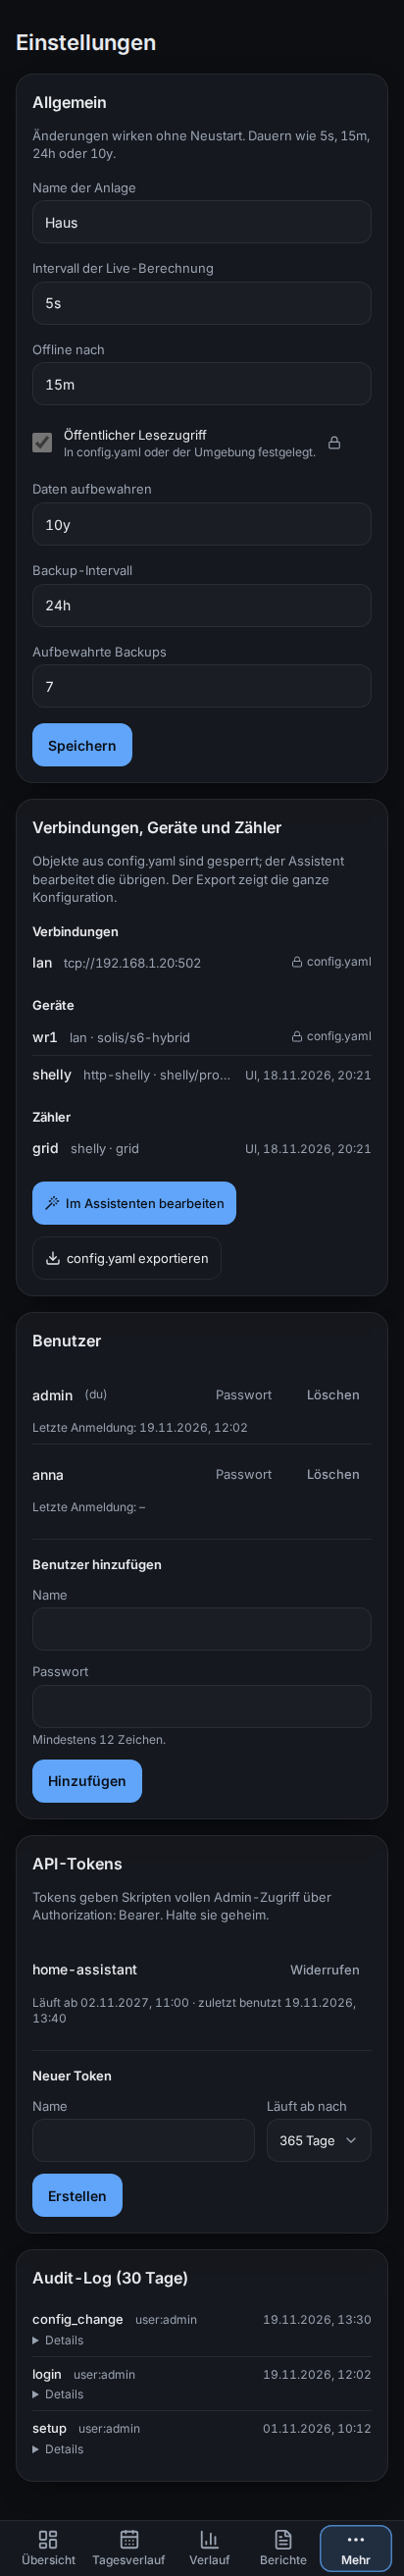 Einstellungen
Allgemein
Änderungen wirken ohne Neustart. Dauern wie 5s, 15m,
24h oder 10y.
Name der Anlage
Haus
Intervall der Live-Berechnung
5s
Offline nach
15m
Öffentlicher Lesezugriff
In config.yaml oder der Umgebung festgelegt.
Daten aufbewahren
10y
Backup-Intervall
24h
Aufbewahrte Backups
7
Speichern
Verbindungen, Geräte und Zähler
Objekte aus config.yaml sind gesperrt; der Assistent
bearbeitet die übrigen. Der Export zeigt die ganze
Konfiguration.
Verbindungen
lan tcp://192.168.1.20:502 config.yaml
Geräte
wr1 lan · solis/s6-hybrid config.yaml
shelly http-shelly · shelly/pro... UI, 18.11.2026, 20:21
Zähler
grid shelly · grid UI, 18.11.2026, 20:21
Im Assistenten bearbeiten
config.yaml exportieren
Benutzer
admin (du) Passwort Löschen
Letzte Anmeldung: 19.11.2026, 12:02
anna Passwort Löschen
Letzte Anmeldung: –
Benutzer hinzufügen
Name
Passwort
Mindestens 12 Zeichen.
Hinzufügen
API-Tokens
Tokens geben Skripten vollen Admin-Zugriff über
Authorization: Bearer. Halte sie geheim.
home-assistant Widerrufen
Läuft ab 02.11.2027, 11:00 · zuletzt benutzt 19.11.2026,
13:40
Neuer Token
Name Läuft ab nach
365 Tage
Erstellen
Audit-Log (30 Tage)
config_change user:admin 19.11.2026, 13:30
Details
login user:admin 19.11.2026, 12:02
Details
setup user:admin 01.11.2026, 10:12
Details
Übersicht Tagesverlauf Verlauf Berichte Mehr